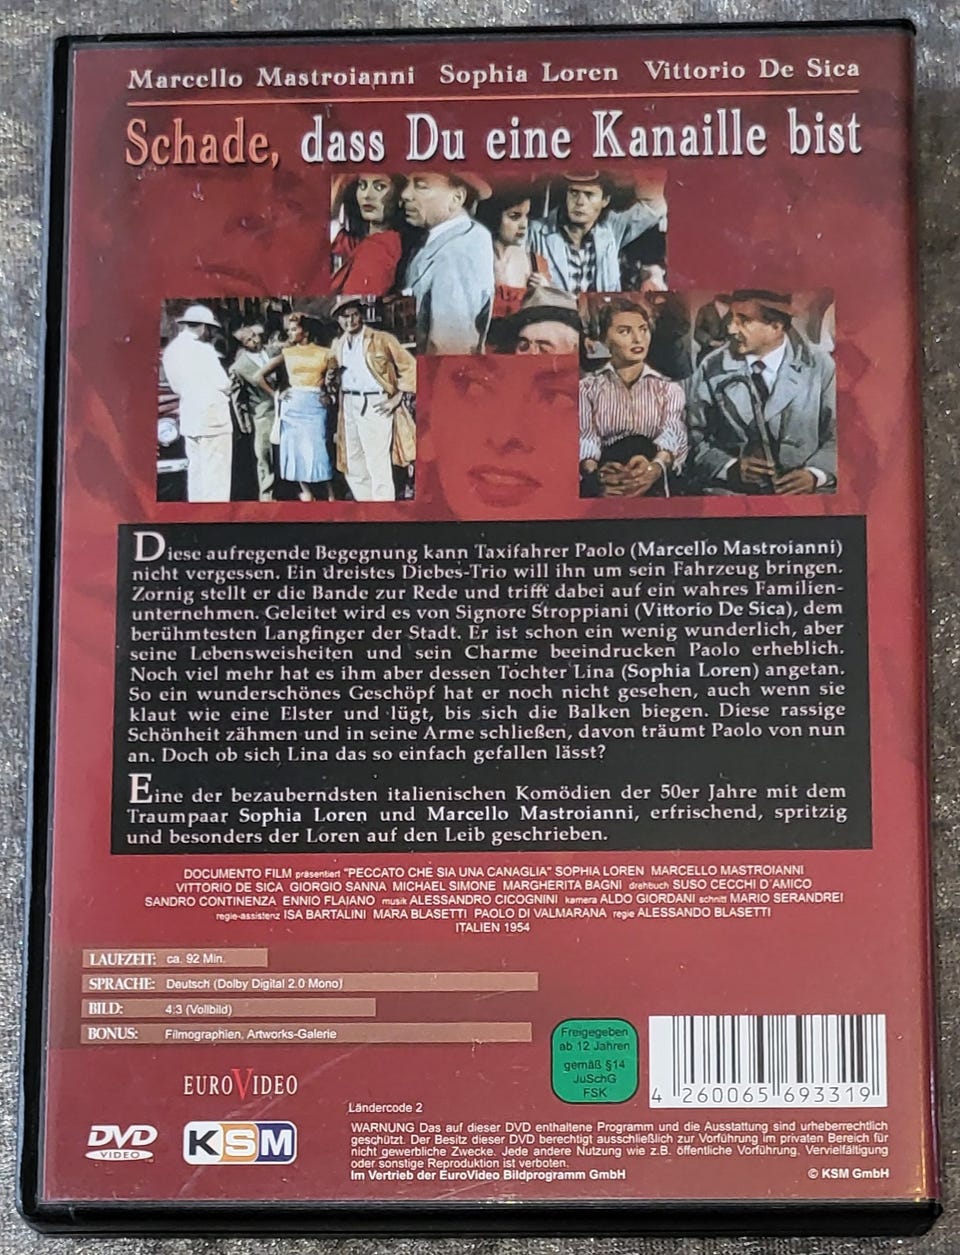 Marcello Mastroianni Sophia Loren Vittorio De Sica
Schade, dass Du eine Kanaille bist
Diese aufregende Begegnung kann Taxifahrer Paolo (Marcello Mastroianni)
nicht vergessen. Ein dreistes Diebes-Trio will ihn um sein Fahrzeug bringen.
Zornig stellt er die Bande zur Rede und trifft dabei auf ein wahres Familien-
unternehmen. Geleitet wird es von Signore Stroppiani (Vittorio De Sica), dem
berühmtesten Langfinger der Stadt. Er ist schon ein wenig wunderlich, aber
seine Lebensweisheiten und sein Charme beeindrucken Paolo erheblich.
Noch viel mehr hat es ihm aber dessen Tochter Lina (Sophia Loren) angetan.
So ein wunderschönes Geschöpf hat er noch nicht gesehen, auch wenn sie
klaut wie eine Elster und lügt, bis sich die Balken biegen. Diese rassige
Schönheit zähmen und in seine Arme schließen, davon träumt Paolo von nun
an. Doch ob sich Lina das so einfach gefallen lässt?
Eine der bezauberndsten italienischen Komödien der 50er Jahre mit dem
Traumpaar Sophia Loren und Marcello Mastroianni, erfrischend, spritzig
und besonders der Loren auf den Leib geschrieben.
DOCUMENTO FILM präsentiert "PECCATO CHE SIA UNA CANAGLIA" SOPHIA LOREN MARCELLO MASTROIANNI
VITTORIO DE SICA GIORGIO SANNA MICHAEL SIMONE MARGHERITA BAGNI drehbuch SUSO CECCHI D'AMICO
SANDRO CONTINENZA ENNIO FLAIANO musik ALESSANDRO CICOGNINI kamera ALDO GIORDANI schnitt MARIO SERANDREI
regie-assistenz ISA BARTALINI MARA BLASETTI PAOLO DI VALMARANA regie ALESSANDO BLASETTI
ITALIEN 1954
LAUFZEIT: ca. 92 Min.
SPRACHE: Deutsch (Dolby Digital 2.0 Mono)
BILD: 4:3 (Vollbild)
BONUS: Filmographien, Artworks-Galerie
Freigegeben
ab 12 Jahren
gemäß §14
JuSchG
FSK
4 260065 693319
EUROVIDEO
DVD
VIDEO
KSM
Ländercode 2
WARNUNG Das auf dieser DVD enthaltene Programm und die Ausstattung sind urheberrechtlich
geschützt. Der Besitz dieser DVD berechtigt ausschließlich zur Vorführung im privaten Bereich für
nicht gewerbliche Zwecke. Jede andere Nutzung wie z.B. öffentliche Vorführung, Vervielfältigung
oder sonstige Reproduktion ist verboten.
Im Vertrieb der EuroVideo Bildprogramm GmbH © KSM GmbH